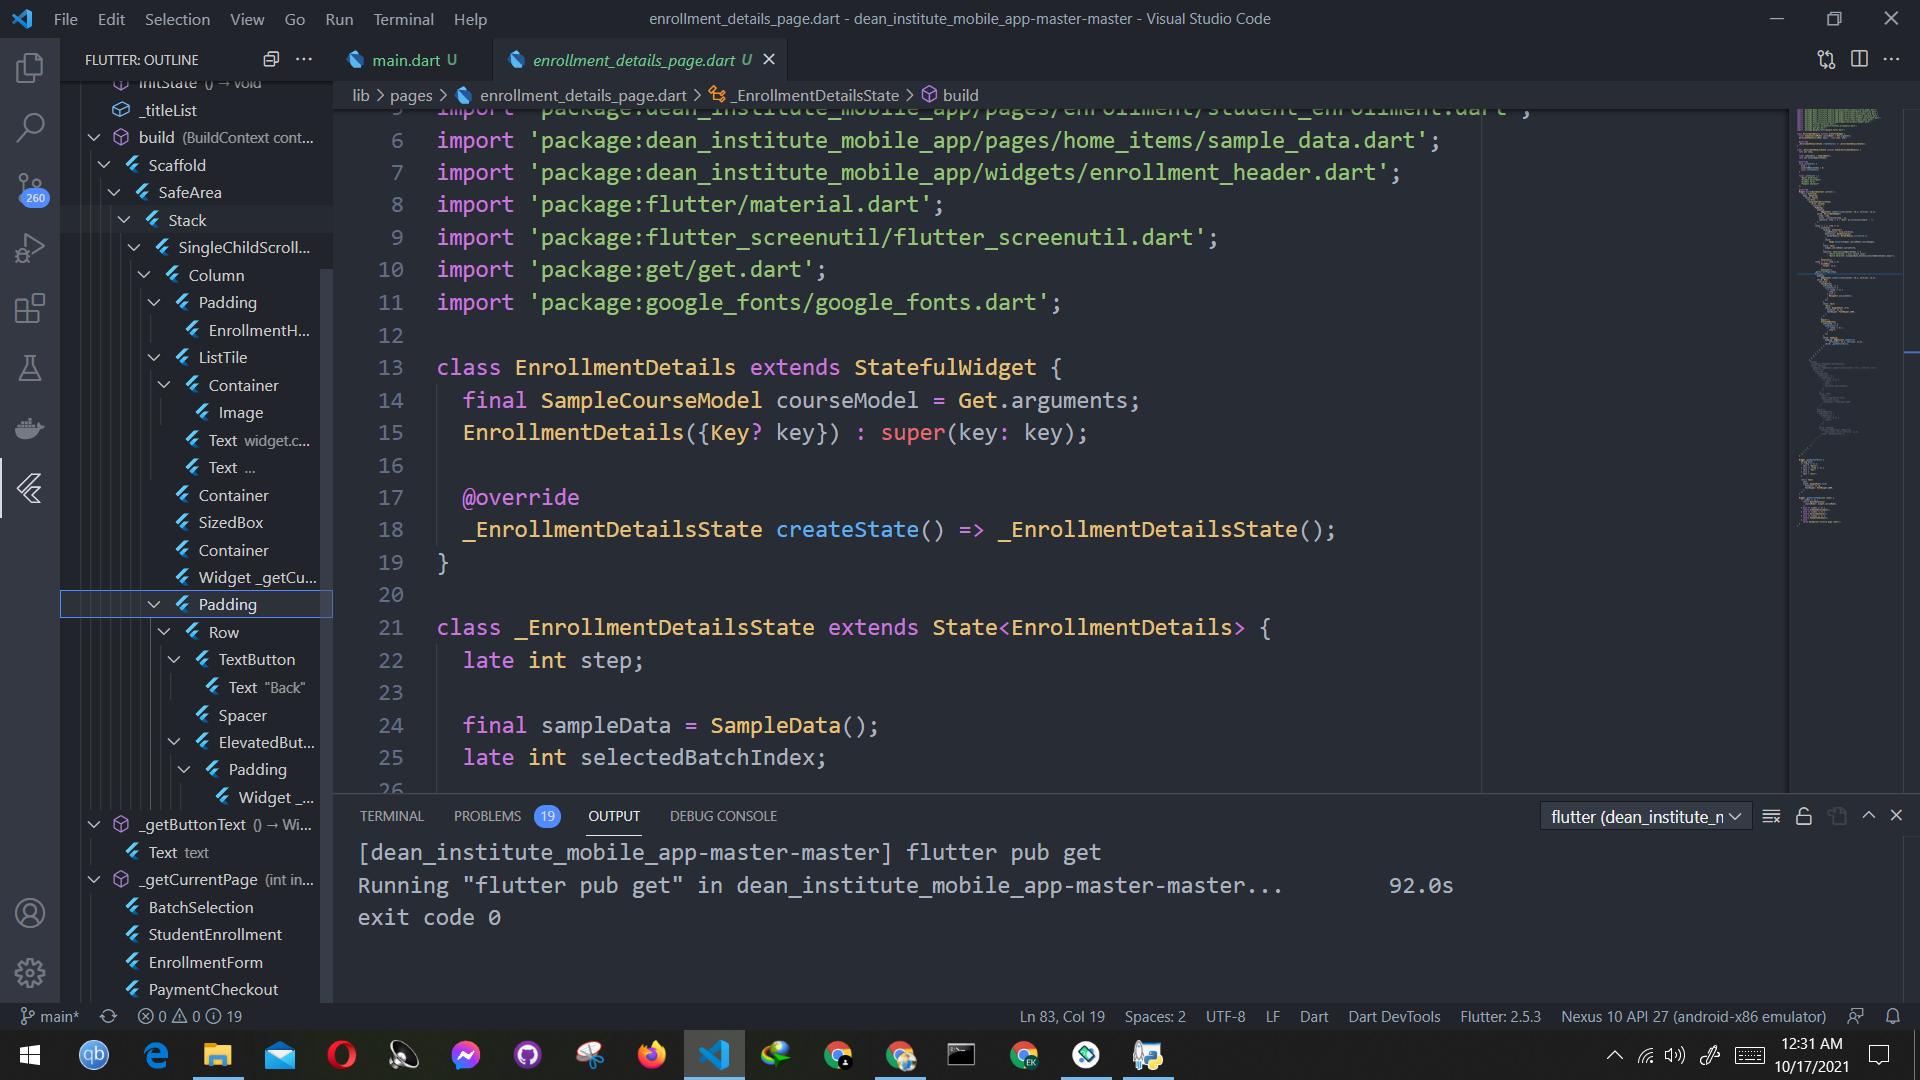 File Edit Selection View Go Run Terminal Help
enrollment_details_page.dart - dean_institute_mobile_app-master-master - Visual Studio Code
FLUTTER: OUTLINE
main.dart U
enrollment_details_page.dart U
lib > pages > enrollment_details_page.dart > _EnrollmentDetailsState > build
initState () → void
_titleList
build (BuildContext cont...
Scaffold
SafeArea
Stack
SingleChildScroll...
Column
Padding
EnrollmentH...
ListTile
Container
Image
Text widget.c...
Text ...
Container
SizedBox
Container
Widget _getCu...
Padding
Row
TextButton
Text "Back"
Spacer
ElevatedBut...
Padding
Widget _...
_getButtonText () → Wi...
Text text
_getCurrentPage (int in...
BatchSelection
StudentEnrollment
EnrollmentForm
PaymentCheckout
260
5 import 'package:dean_institute_mobile_app/pages/enrollment/student_enrollment.dart';
6 import 'package:dean_institute_mobile_app/pages/home_items/sample_data.dart';
7 import 'package:dean_institute_mobile_app/widgets/enrollment_header.dart';
8 import 'package:flutter/material.dart';
9 import 'package:flutter_screenutil/flutter_screenutil.dart';
10 import 'package:get/get.dart';
11 import 'package:google_fonts/google_fonts.dart';
12
13 class EnrollmentDetails extends StatefulWidget {
14 final SampleCourseModel courseModel = Get.arguments;
15 EnrollmentDetails({Key? key}) : super(key: key);
16
17 @override
18 _EnrollmentDetailsState createState() => _EnrollmentDetailsState();
19 }
20
21 class _EnrollmentDetailsState extends State<EnrollmentDetails> {
22 late int step;
23
24 final sampleData = SampleData();
25 late int selectedBatchIndex;
26
TERMINAL PROBLEMS 19 OUTPUT DEBUG CONSOLE
flutter (dean_institute_n
[dean_institute_mobile_app-master-master] flutter pub get
Running "flutter pub get" in dean_institute_mobile_app-master-master... 92.0s
exit code 0
main* 0 0 19
Ln 83, Col 19 Spaces: 2 UTF-8 LF Dart Dart DevTools Flutter: 2.5.3 Nexus 10 API 27 (android-x86 emulator)
qb
EK
12:31 AM
10/17/2021